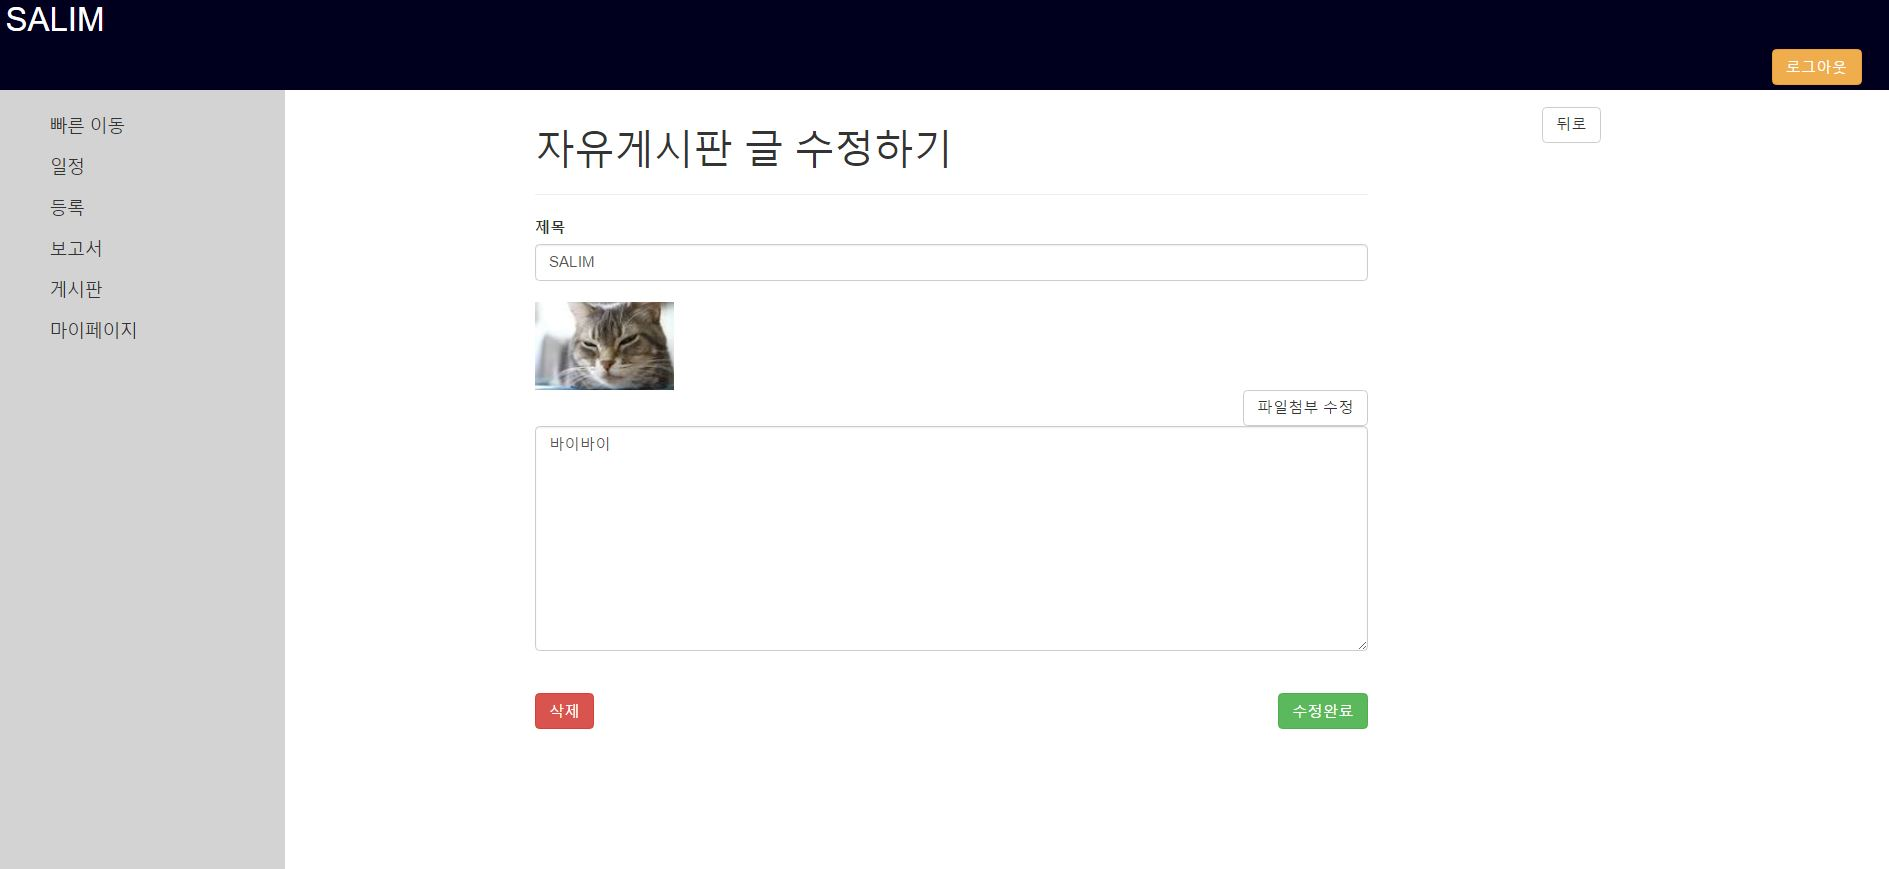 SALIM
로그아웃
빠른 이동
일정
등록
보고서
게시판
마이페이지
뒤로
자유게시판 글 수정하기
제목
SALIM
파일첨부 수정
바이바이
삭제
수정완료